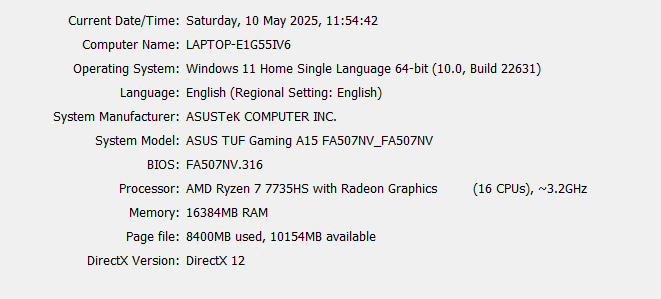 Current Date/Time: Saturday, 10 May 2025, 11:54:42
Computer Name: LAPTOP-E1G55IV6
Operating System: Windows 11 Home Single Language 64-bit (10.0, Build 22631)
Language: English (Regional Setting: English)
System Manufacturer: ASUSTeK COMPUTER INC.
System Model: ASUS TUF Gaming A15 FA507NV_FA507NV
BIOS: FA507NV.316
Processor: AMD Ryzen 7 7735HS with Radeon Graphics (16 CPUs), ~3.2GHz
Memory: 16384MB RAM
Page file: 8400MB used, 10154MB available
DirectX Version: DirectX 12